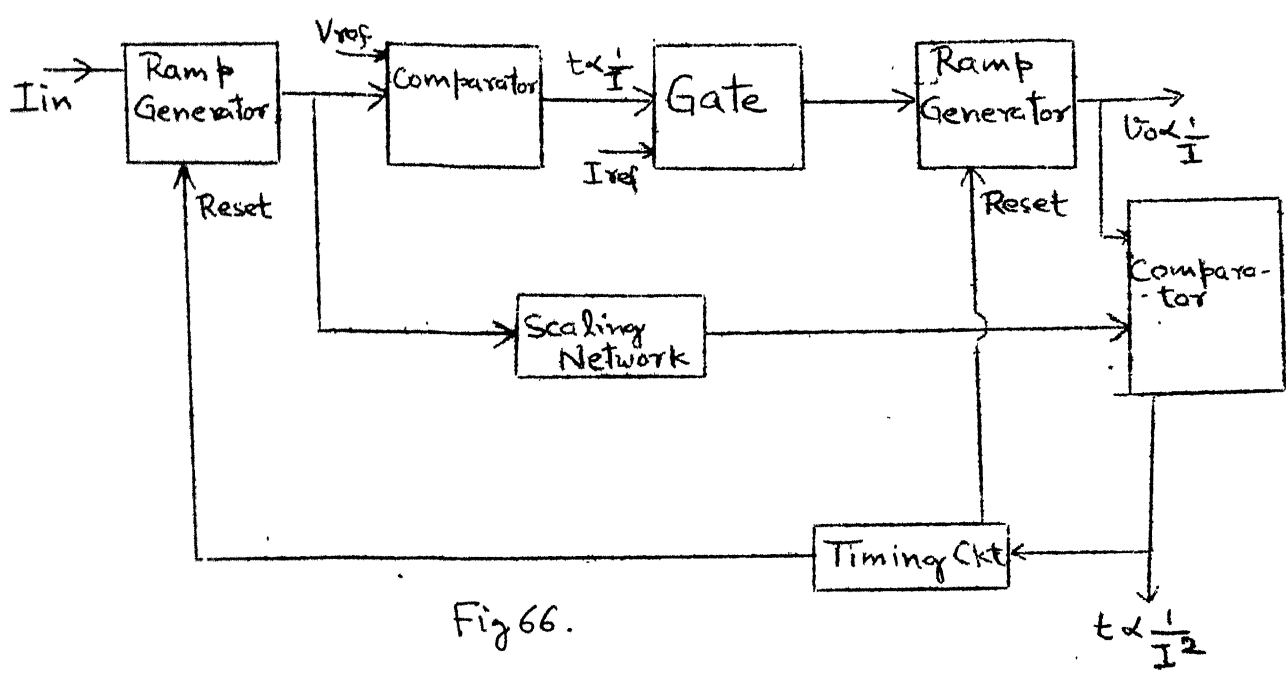 Iin
Ramp
Generator
Vref
Comparator
t∝1/I
Iref
Gate
Ramp
Generator
Vo∝1/I
Reset
Reset
Compara-
-tor
Scaling
Network
Timing Ckt
t ∝ 1/I²
Fig 66.